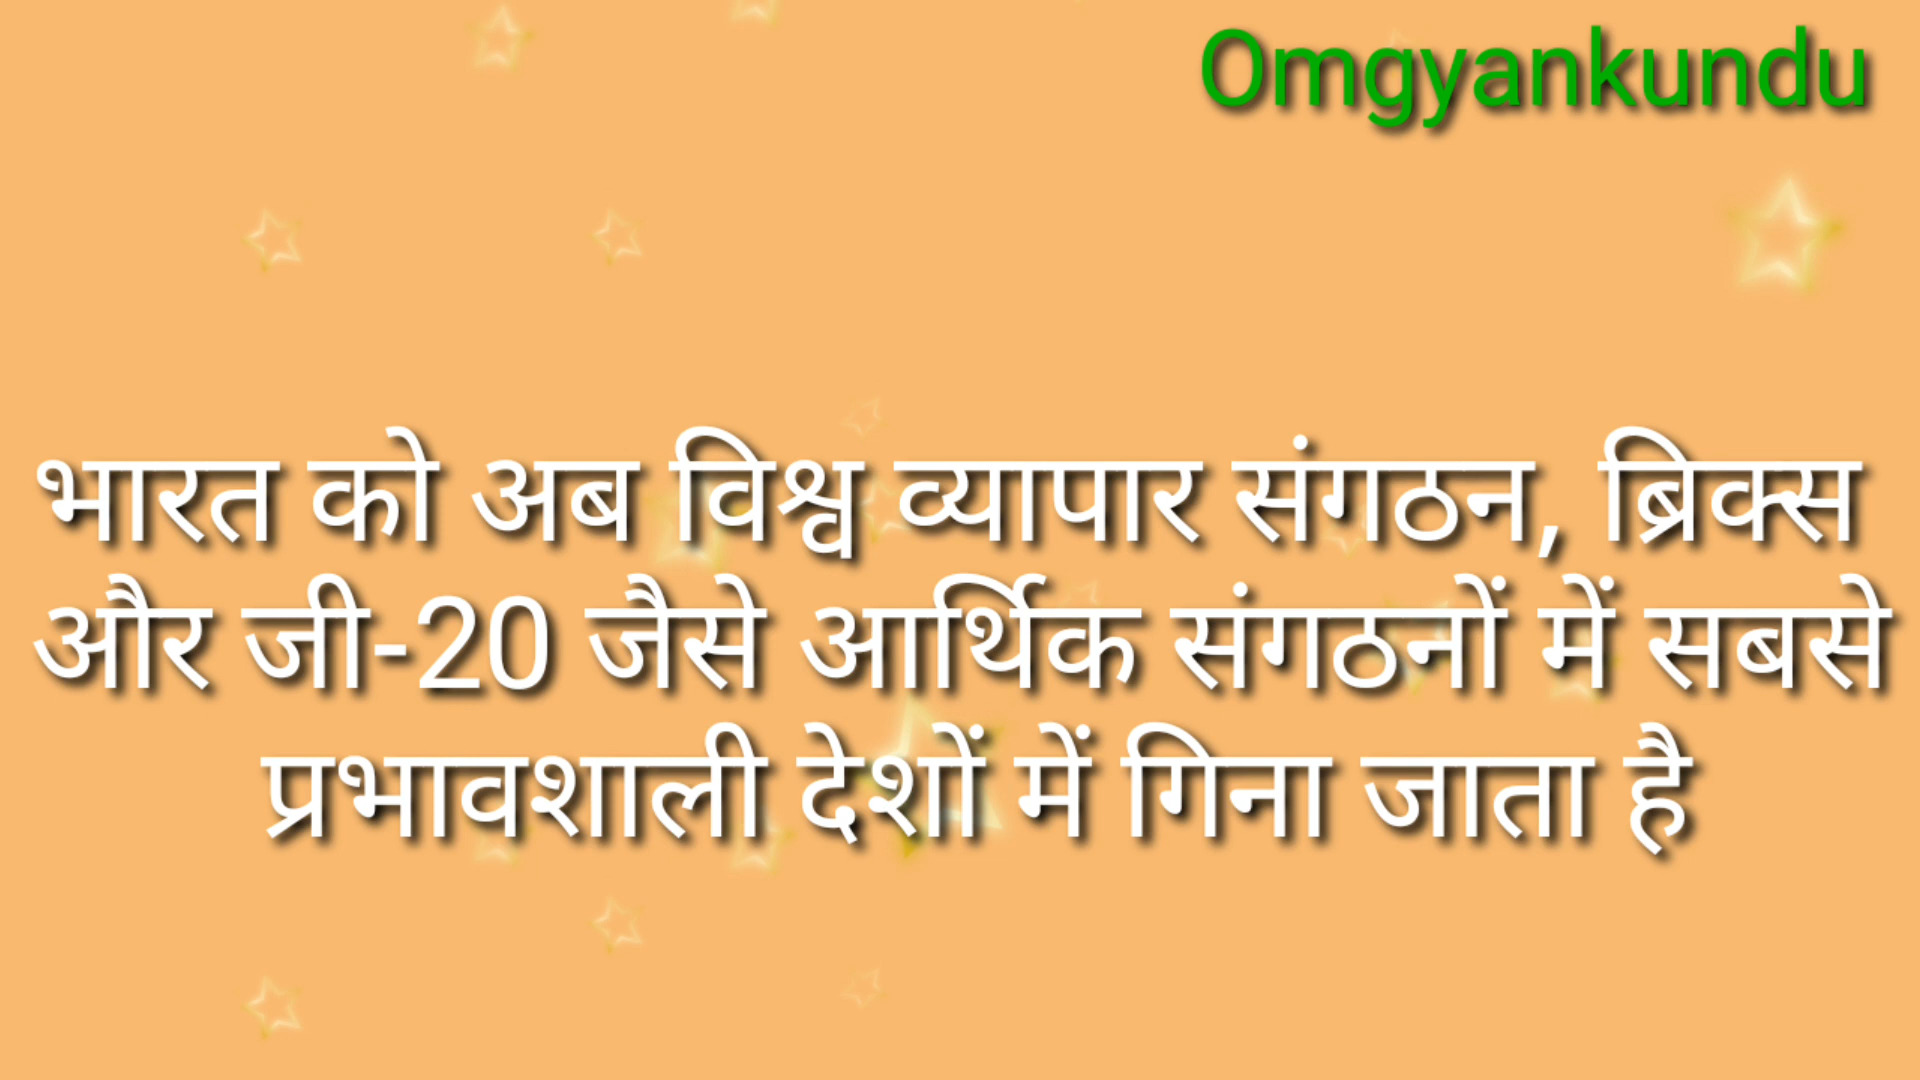 Omgyankundu
भारत को अब विश्व व्यापार संगठन, ब्रिक्स
और जी-20 जैसे आर्थिक संगठनों में सबसे
प्रभावशाली देशों में गिना जाता है